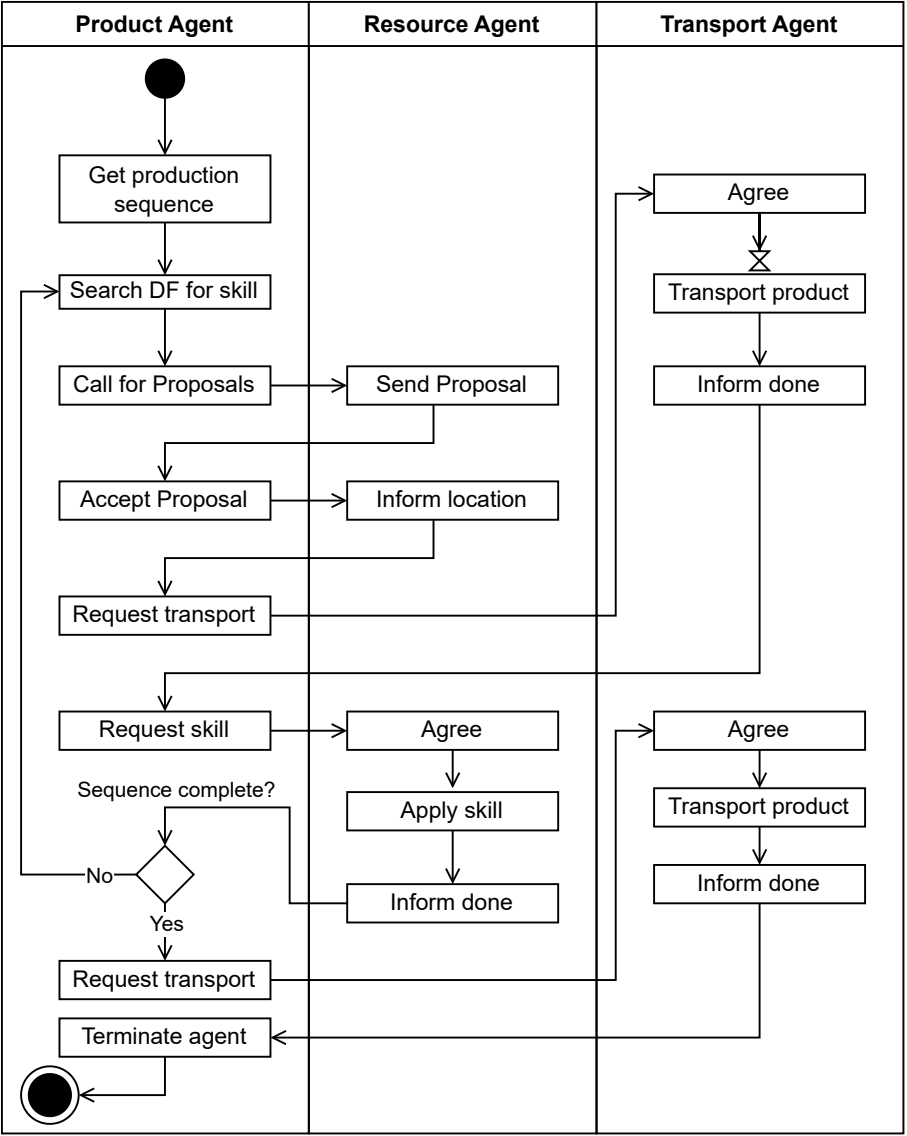 Product Agent
Resource Agent
Transport Agent
Get production
sequence
Agree
Search DF for skill
Transport product
Call for Proposals
Send Proposal
Inform done
Accept Proposal
Inform location
Request transport
Request skill
Agree
Agree
Sequence complete?
Apply skill
Transport product
No
Inform done
Inform done
Yes
Request transport
Terminate agent